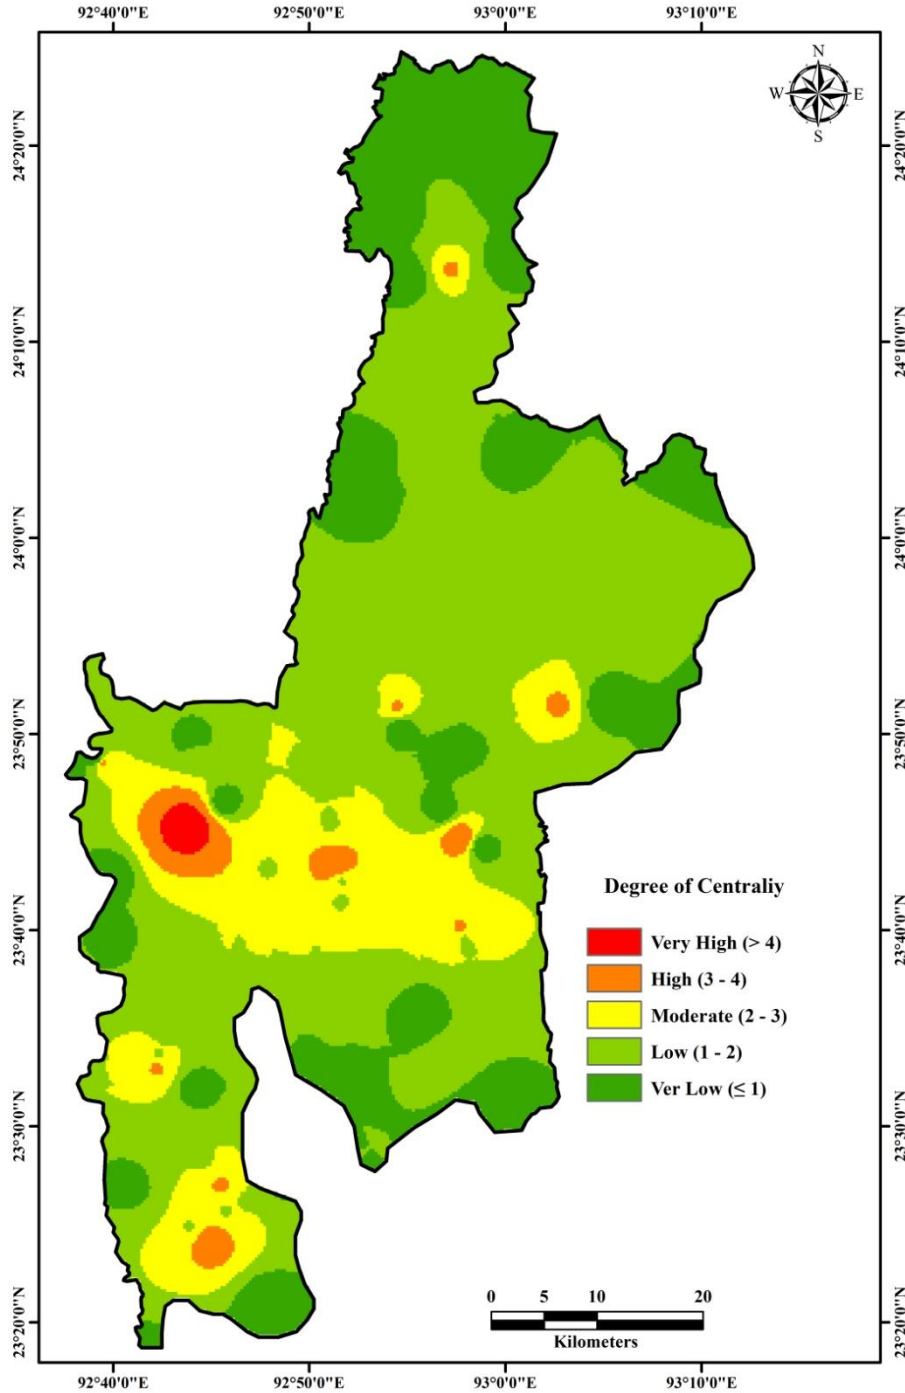 92°40'0"E 92°50'0"E 93°0'0"E 93°10'0"E
N
W E
S
24°20'0"N 24°20'0"N
24°10'0"N 24°10'0"N
24°0'0"N 24°0'0"N
23°50'0"N 23°50'0"N
23°40'0"N 23°40'0"N
23°30'0"N 23°30'0"N
23°20'0"N 23°20'0"N
Degree of Centraliy
Very High (> 4)
High (3 - 4)
Moderate (2 - 3)
Low (1 - 2)
Ver Low (≤ 1)
0 5 10 20
Kilometers
92°40'0"E 92°50'0"E 93°0'0"E 93°10'0"E